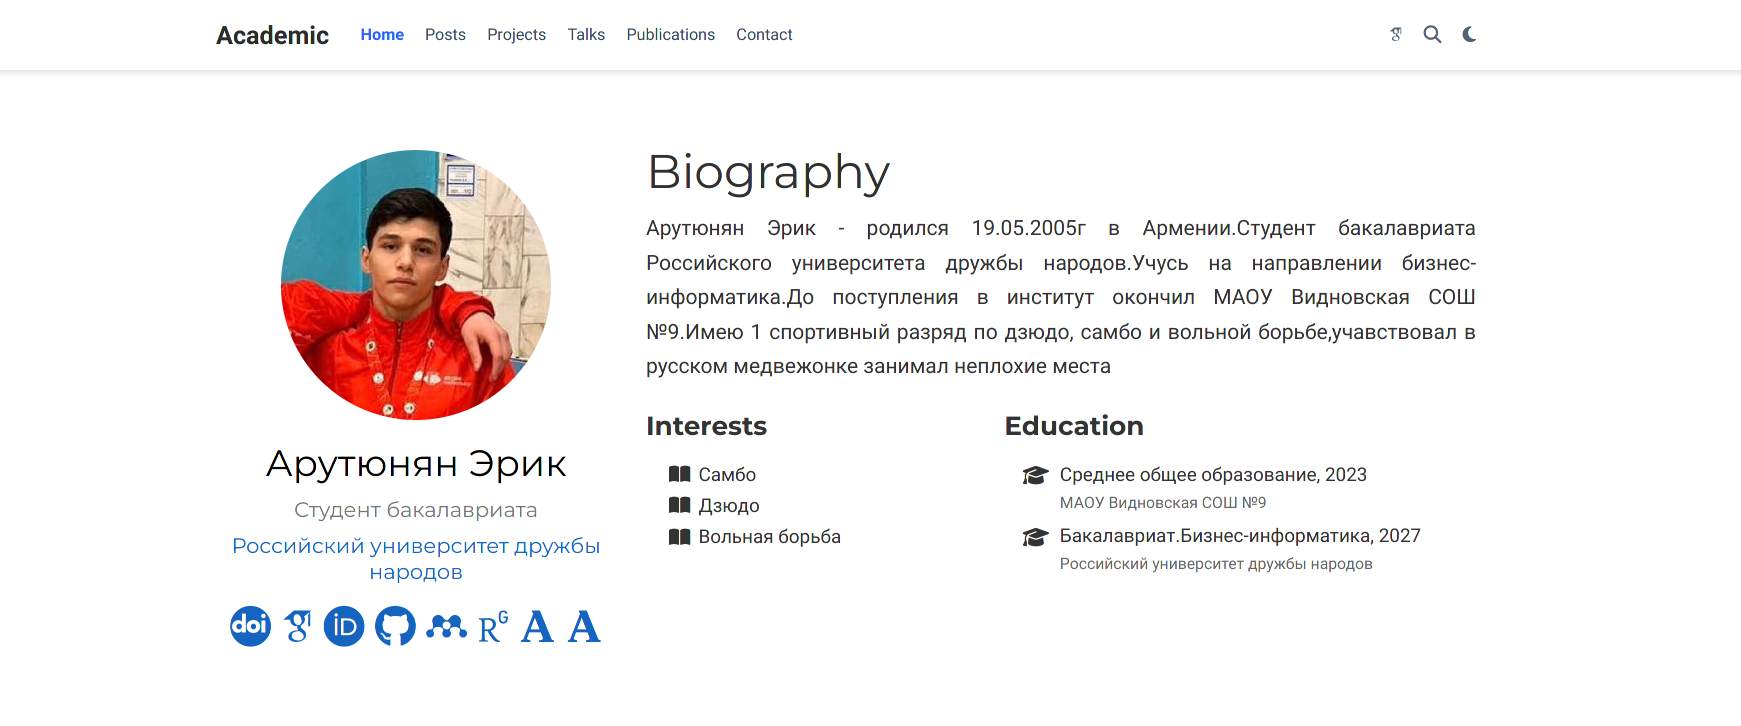 Academic
Home
Posts
Projects
Talks
Publications
Contact
Biography
Арутюнян Эрик - родился 19.05.2005г в Армении.Студент бакалавриата
Российского университета дружбы народов.Учусь на направлении бизнес-
информатика.До поступления в институт окончил МАОУ Видновская СОШ
№9.Имею 1 спортивный разряд по дзюдо, самбо и вольной борьбе,учавствовал в
русском медвежонке занимал неплохие места
Арутюнян Эрик
Студент бакалавриата
Российский университет дружбы
народов
doi
iD
RG
A
A
Interests
Самбо
Дзюдо
Вольная борьба
Education
Среднее общее образование, 2023
МАОУ Видновская СОШ №9
Бакалавриат.Бизнес-информатика, 2027
Российский университет дружбы народов